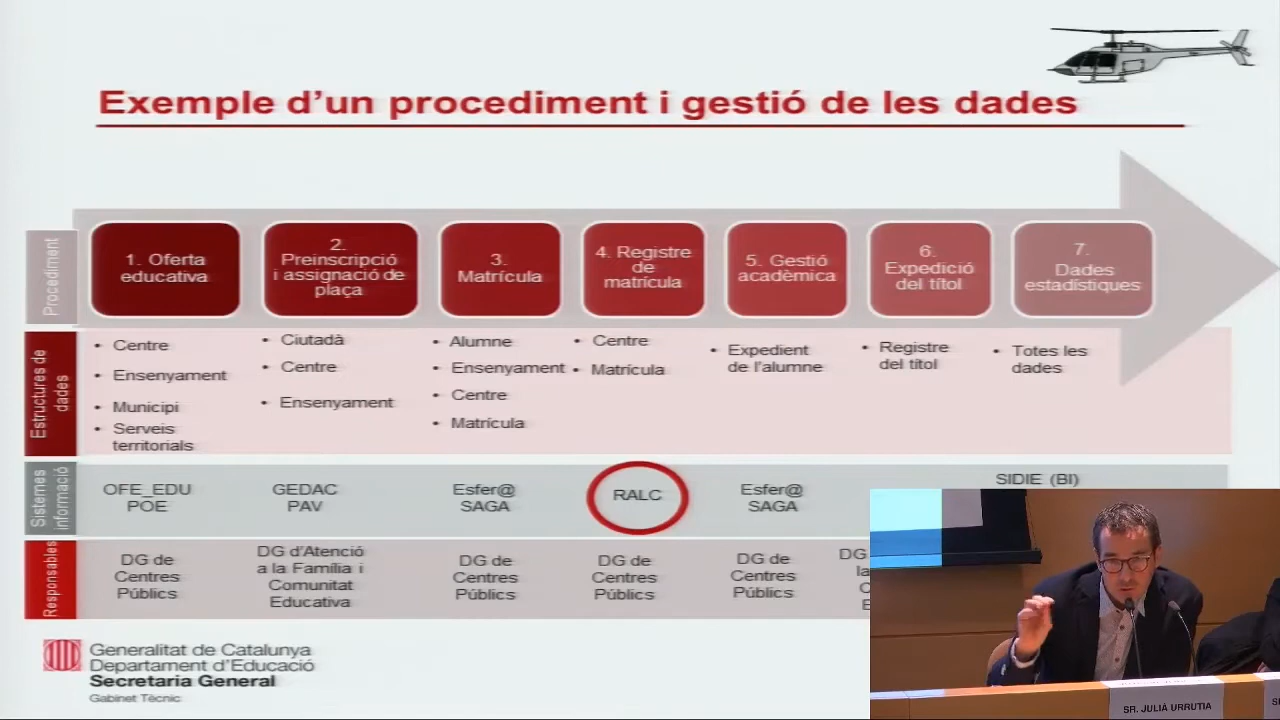 Exemple d'un procediment i gestió de les dades
Procediment
1. Oferta
educativa
2.
Preinscripció
i assignació de
plaça
3.
Matrícula
4. Registre
de
matrícula
5. Gestió
acadèmica
6.
Expedició
del títol
7.
Dades
estadístiques
Estructures de
dades
• Centre
• Ensenyament
• Municipi
• Serveis
territorials
• Ciutadà
• Centre
• Ensenyament
• Alumne
• Ensenyament
• Centre
• Matrícula
• Centre
• Matrícula
• Expedient
de l'alumne
• Registre
del títol
• Totes les
dades
Sistemes
informació
OFE_EDU
POE
GEDAC
PAV
Esfer@
SAGA
RALC
Esfer@
SAGA
SIDIE (BI)
Responsables
DG de
Centres
Públics
DG d'Atenció
a la Família i
Comunitat
Educativa
DG de
Centres
Públics
DG de
Centres
Públics
DG de
Centres
Públics
DG
Generalitat de Catalunya
Departament d'Educació
Secretaria General
Gabinet Tècnic
SR. JULIÀ URRUTIA